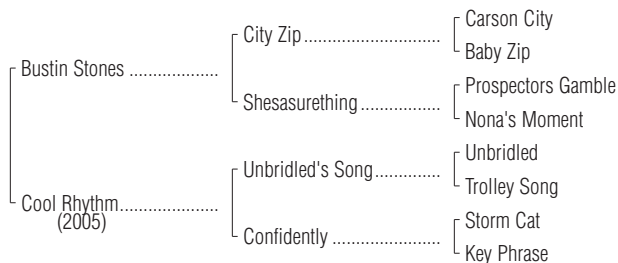 Carson City
City Zip
Baby Zip
Bustin Stones
Prospectors Gamble
Shesasurething
Nona's Moment
Unbridled
Unbridled's Song
Trolley Song
Cool Rhythm
(2005)
Storm Cat
Confidently
Key Phrase